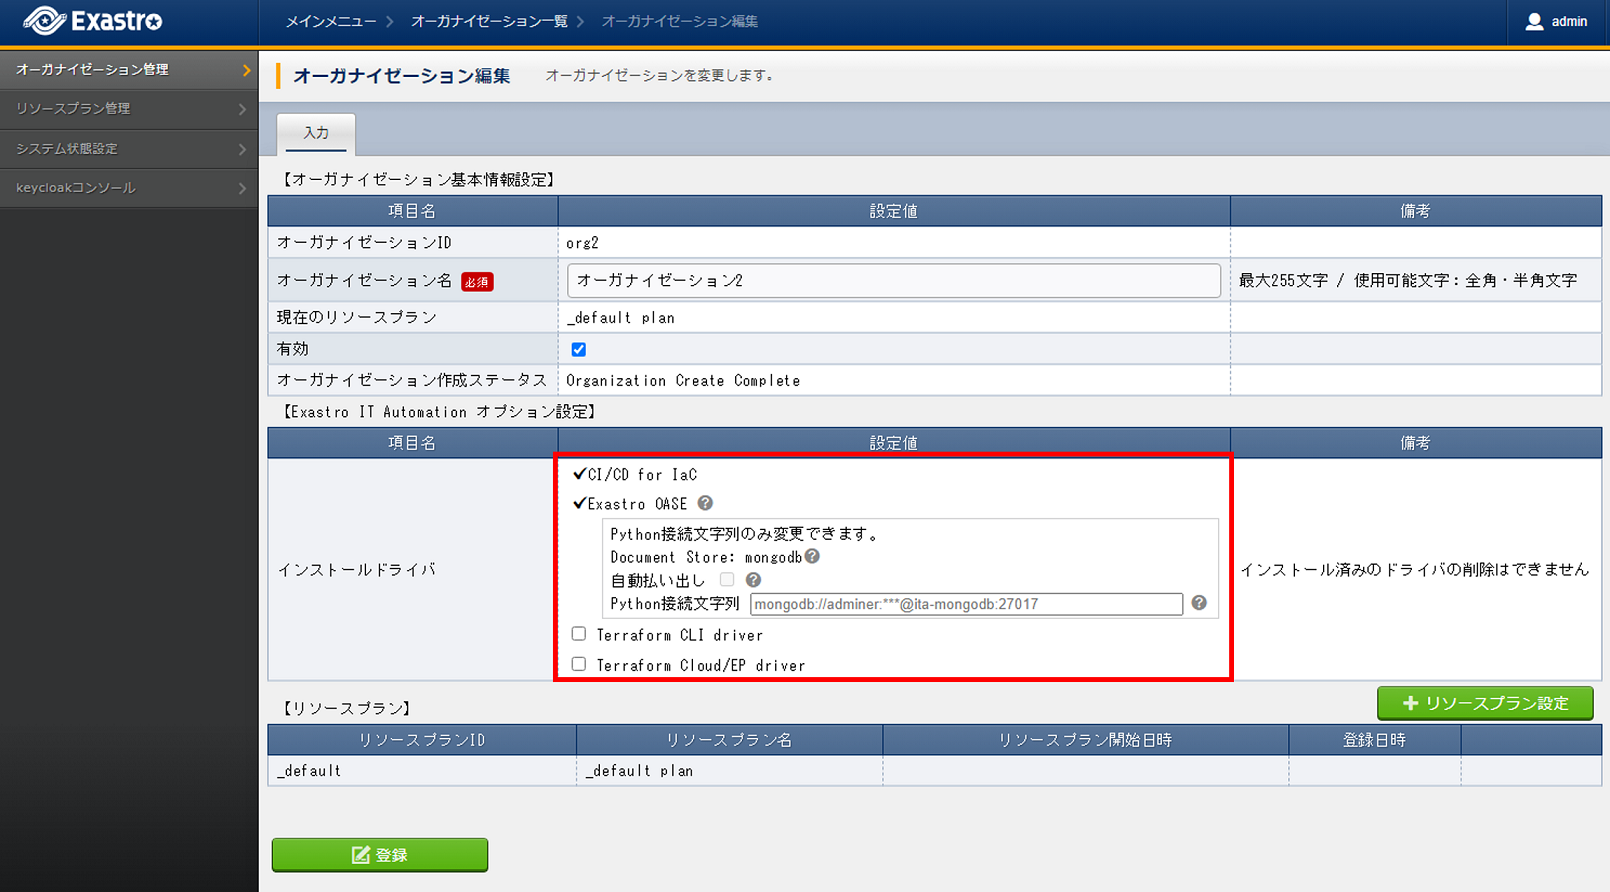 Exastro
メインメニュー
オーガナイゼーション一覧
オーガナイゼーション編集
admin
オーガナイゼーション管理
リソースプラン管理
システム状態設定
keycloakコンソール
オーガナイゼーション編集
オーガナイゼーションを変更します。
入力
【オーガナイゼーション基本情報設定】
項目名 設定値 備考
オーガナイゼーションID org2
オーガナイゼーション名 必須 オーガナイゼーション2 最大255文字 / 使用可能文字：全角・半角文字
現在のリソースプラン _default plan
有効
オーガナイゼーション作成ステータス Organization Create Complete
【Exastro IT Automation オプション設定】
項目名 設定値 備考
CI/CD for IaC
Exastro OASE
Python接続文字列のみ変更できます。
Document Store: mongodb
インストールドライバ
インストール済みのドライバの削除はできません
自動払い出し
Python接続文字列 mongodb://adminer:***@ita-mongodb:27017
Terraform CLI driver
Terraform Cloud/EP driver
【リソースプラン】
リソースプラン設定
リソースプランID リソースプラン名 リソースプラン開始日時 登録日時
_default _default plan
登録